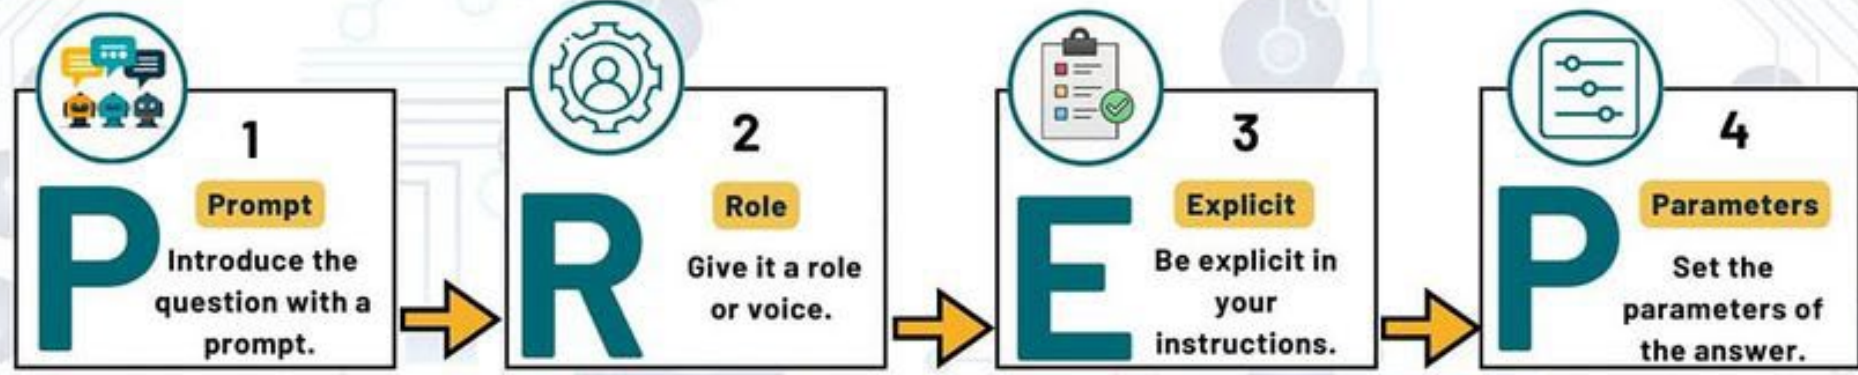 1
P
Prompt
Introduce the
question with a
prompt.
2
R
Role
Give it a role
or voice.
3
E
Explicit
Be explicit in
your
instructions.
4
P
Parameters
Set the
parameters of
the answer.